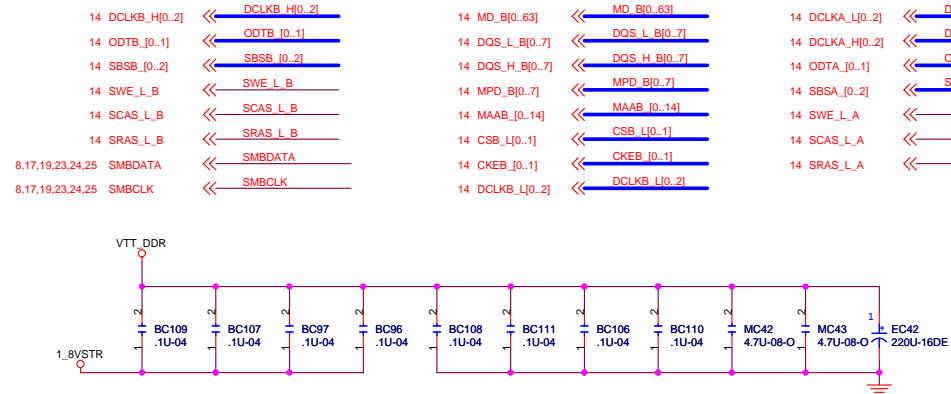 14 DCLKB_H[0..2] DCLKB_H[0..2]
14 ODTB_[0..1] ODTB_[0..1]
14 SBSB_[0..2] SBSB_[0..2]
14 SWE_L_B SWE_L_B
14 SCAS_L_B SCAS_L_B
14 SRAS_L_B SRAS_L_B
8,17,19,23,24,25 SMBDATA SMBDATA
8,17,19,23,24,25 SMBCLK SMBCLK
14 MD_B[0..63] MD_B[0..63]
14 DQS_L_B[0..7] DQS_L_B[0..7]
14 DQS_H_B[0..7] DQS_H_B[0..7]
14 MPD_B[0..7] MPD_B[0..7]
14 MAAB_[0..14] MAAB_[0..14]
14 CSB_L[0..1] CSB_L[0..1]
14 CKEB_[0..1] CKEB_[0..1]
14 DCLKB_L[0..2] DCLKB_L[0..2]
14 DCLKA_L[0..2]
14 DCLKA_H[0..2]
14 ODTA_[0..1]
14 SBSA_[0..2] S
14 SWE_L_A
14 SCAS_L_A
14 SRAS_L_A
VTT_DDR
1_8VSTR
2 1 BC109
.1U-04
2 1 BC107
.1U-04
2 1 BC97
.1U-04
2 1 BC96
.1U-04
2 1 BC108
.1U-04
2 1 BC111
.1U-04
2 1 BC106
.1U-04
2 1 BC110
.1U-04
2 1 MC42
4.7U-08-O
2 1 MC43
4.7U-08-O
1 + EC42
220U-16DE